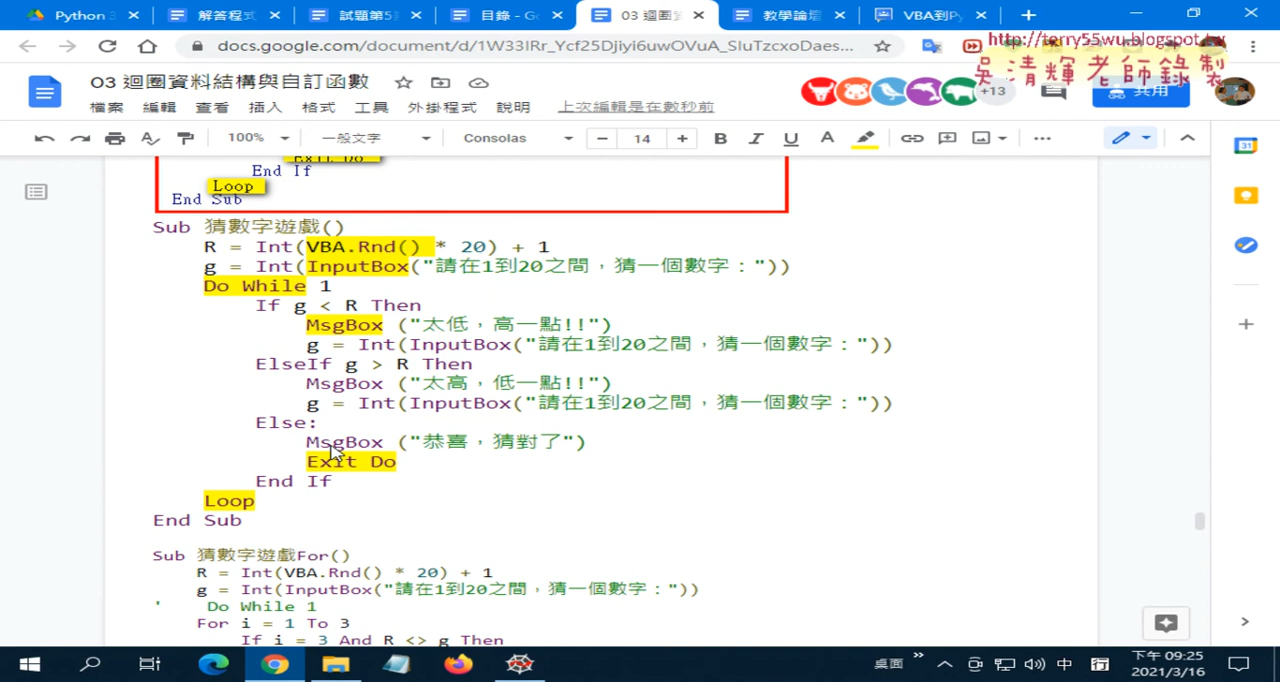 Python 3
解答程式
試題第5
目錄 - Go
03 迴圈資
教學論壇
VBA到Py
docs.google.com/document/d/1W33IRr_Ycf25Djiyi6uwOVuA_SIuTzcxoDaes...
http://terry55wu.blogspot.tw
吳清輝老師錄製
03 迴圈資料結構與自訂函數
+13
共用
檔案 編輯 查看 插入 格式 工具 外掛程式 說明 上次編輯是在數秒前
100% 一般文字 Consolas 14 B I U A
Exit Do
End If
Loop
End Sub
Sub 猜數字遊戲()
R = Int(VBA.Rnd() * 20) + 1
g = Int(InputBox("請在1到20之間，猜一個數字："))
Do While 1
If g < R Then
MsgBox ("太低，高一點!!")
g = Int(InputBox("請在1到20之間，猜一個數字："))
ElseIf g > R Then
MsgBox ("太高，低一點!!")
g = Int(InputBox("請在1到20之間，猜一個數字："))
Else:
MsgBox ("恭喜，猜對了")
Exit Do
End If
Loop
End Sub
Sub 猜數字遊戲For()
R = Int(VBA.Rnd() * 20) + 1
g = Int(InputBox("請在1到20之間，猜一個數字："))
' Do While 1
For i = 1 To 3
If i = 3 And R <> g Then
桌面 中 下午 09:25
2021/3/16